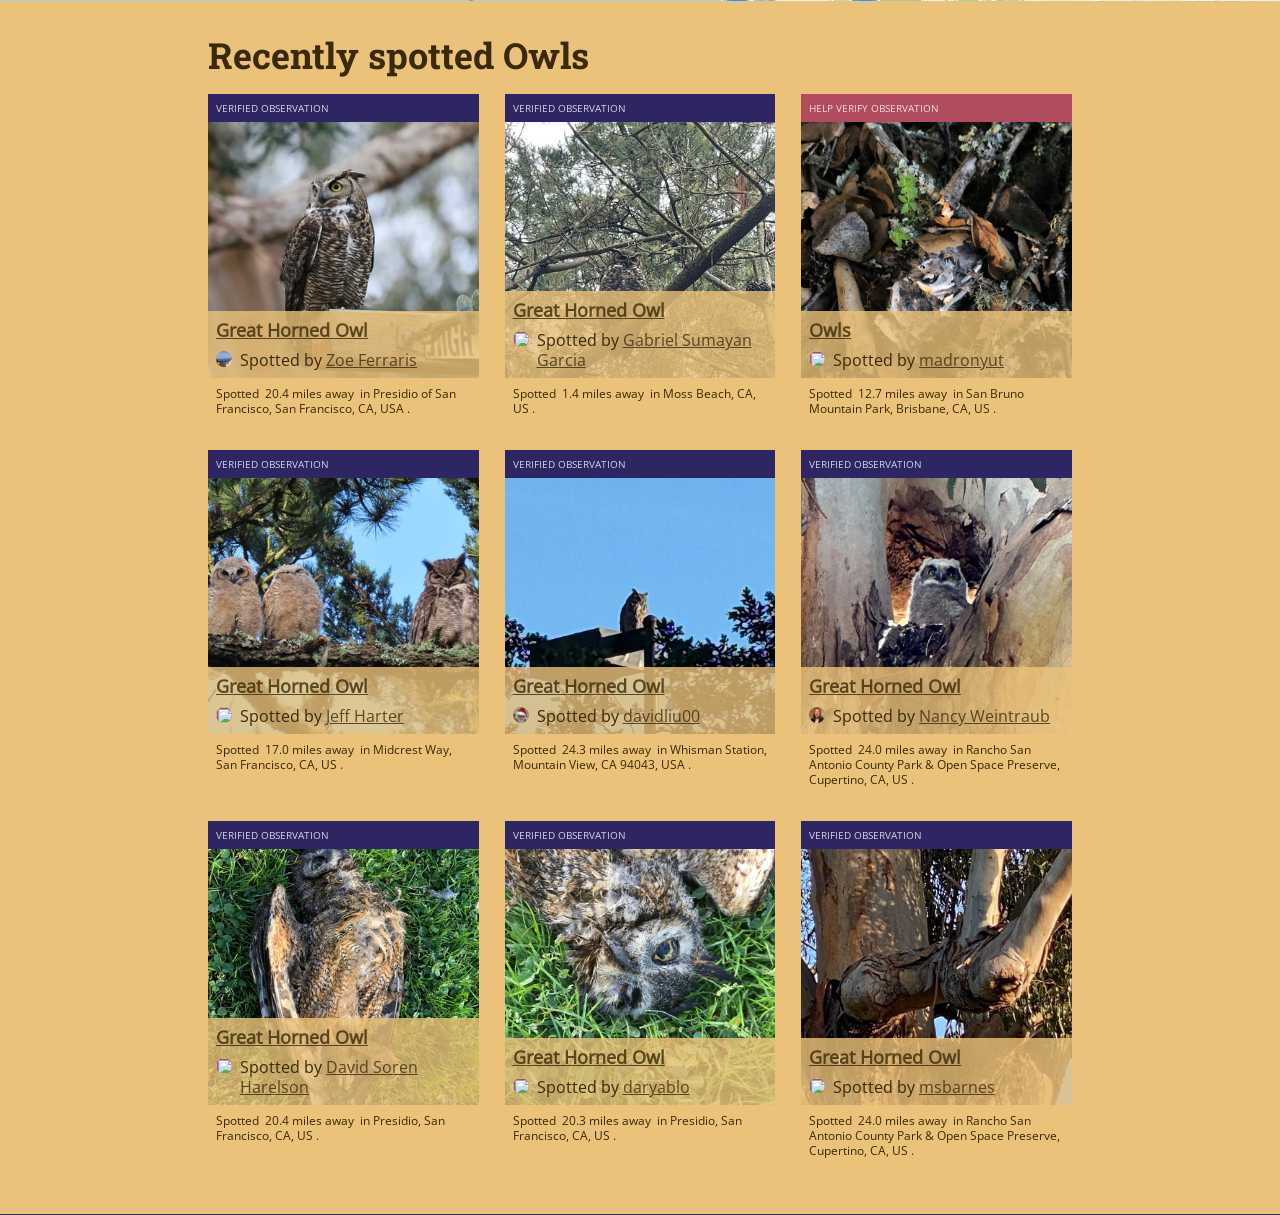 Recently spotted Owls
VERIFIED OBSERVATION
Great Horned Owl
Spotted by Zoe Ferraris
Spotted 20.4 miles away in Presidio of San
Francisco, San Francisco, CA, USA .
VERIFIED OBSERVATION
Great Horned Owl
Spotted by Gabriel Sumayan
Garcia
Spotted 1.4 miles away in Moss Beach, CA,
US .
HELP VERIFY OBSERVATION
Owls
Spotted by madronyut
Spotted 12.7 miles away in San Bruno
Mountain Park, Brisbane, CA, US .
VERIFIED OBSERVATION
Great Horned Owl
Spotted by Jeff Harter
Spotted 17.0 miles away in Midcrest Way,
San Francisco, CA, US .
VERIFIED OBSERVATION
Great Horned Owl
Spotted by davidliu00
Spotted 24.3 miles away in Whisman Station,
Mountain View, CA 94043, USA .
VERIFIED OBSERVATION
Great Horned Owl
Spotted by Nancy Weintraub
Spotted 24.0 miles away in Rancho San
Antonio County Park & Open Space Preserve,
Cupertino, CA, US .
VERIFIED OBSERVATION
Great Horned Owl
Spotted by David Soren
Harelson
Spotted 20.4 miles away in Presidio, San
Francisco, CA, US .
VERIFIED OBSERVATION
Great Horned Owl
Spotted by daryablo
Spotted 20.3 miles away in Presidio, San
Francisco, CA, US .
VERIFIED OBSERVATION
Great Horned Owl
Spotted by msbarnes
Spotted 24.0 miles away in Rancho San
Antonio County Park & Open Space Preserve,
Cupertino, CA, US .